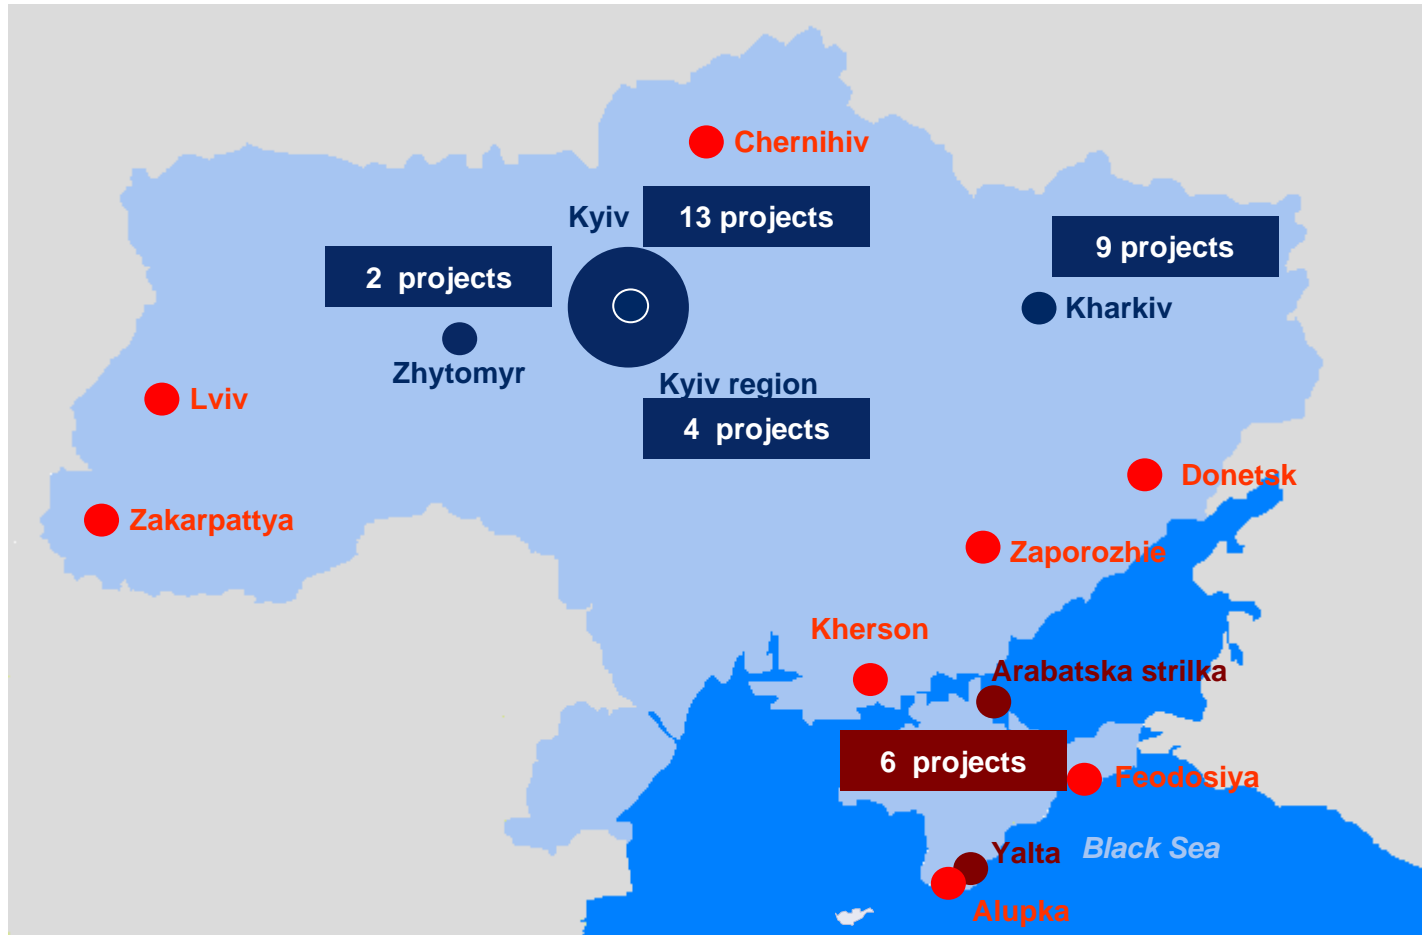 Chernihiv
Kyiv
13 projects
9 projects
2 projects
Kharkiv
Zhytomyr
Kyiv region
Lviv
4 projects
Donetsk
Zakarpattya
Zaporozhie
Kherson
Arabatska strilka
6 projects
Feodosiya
Yalta
Black Sea
Alupka